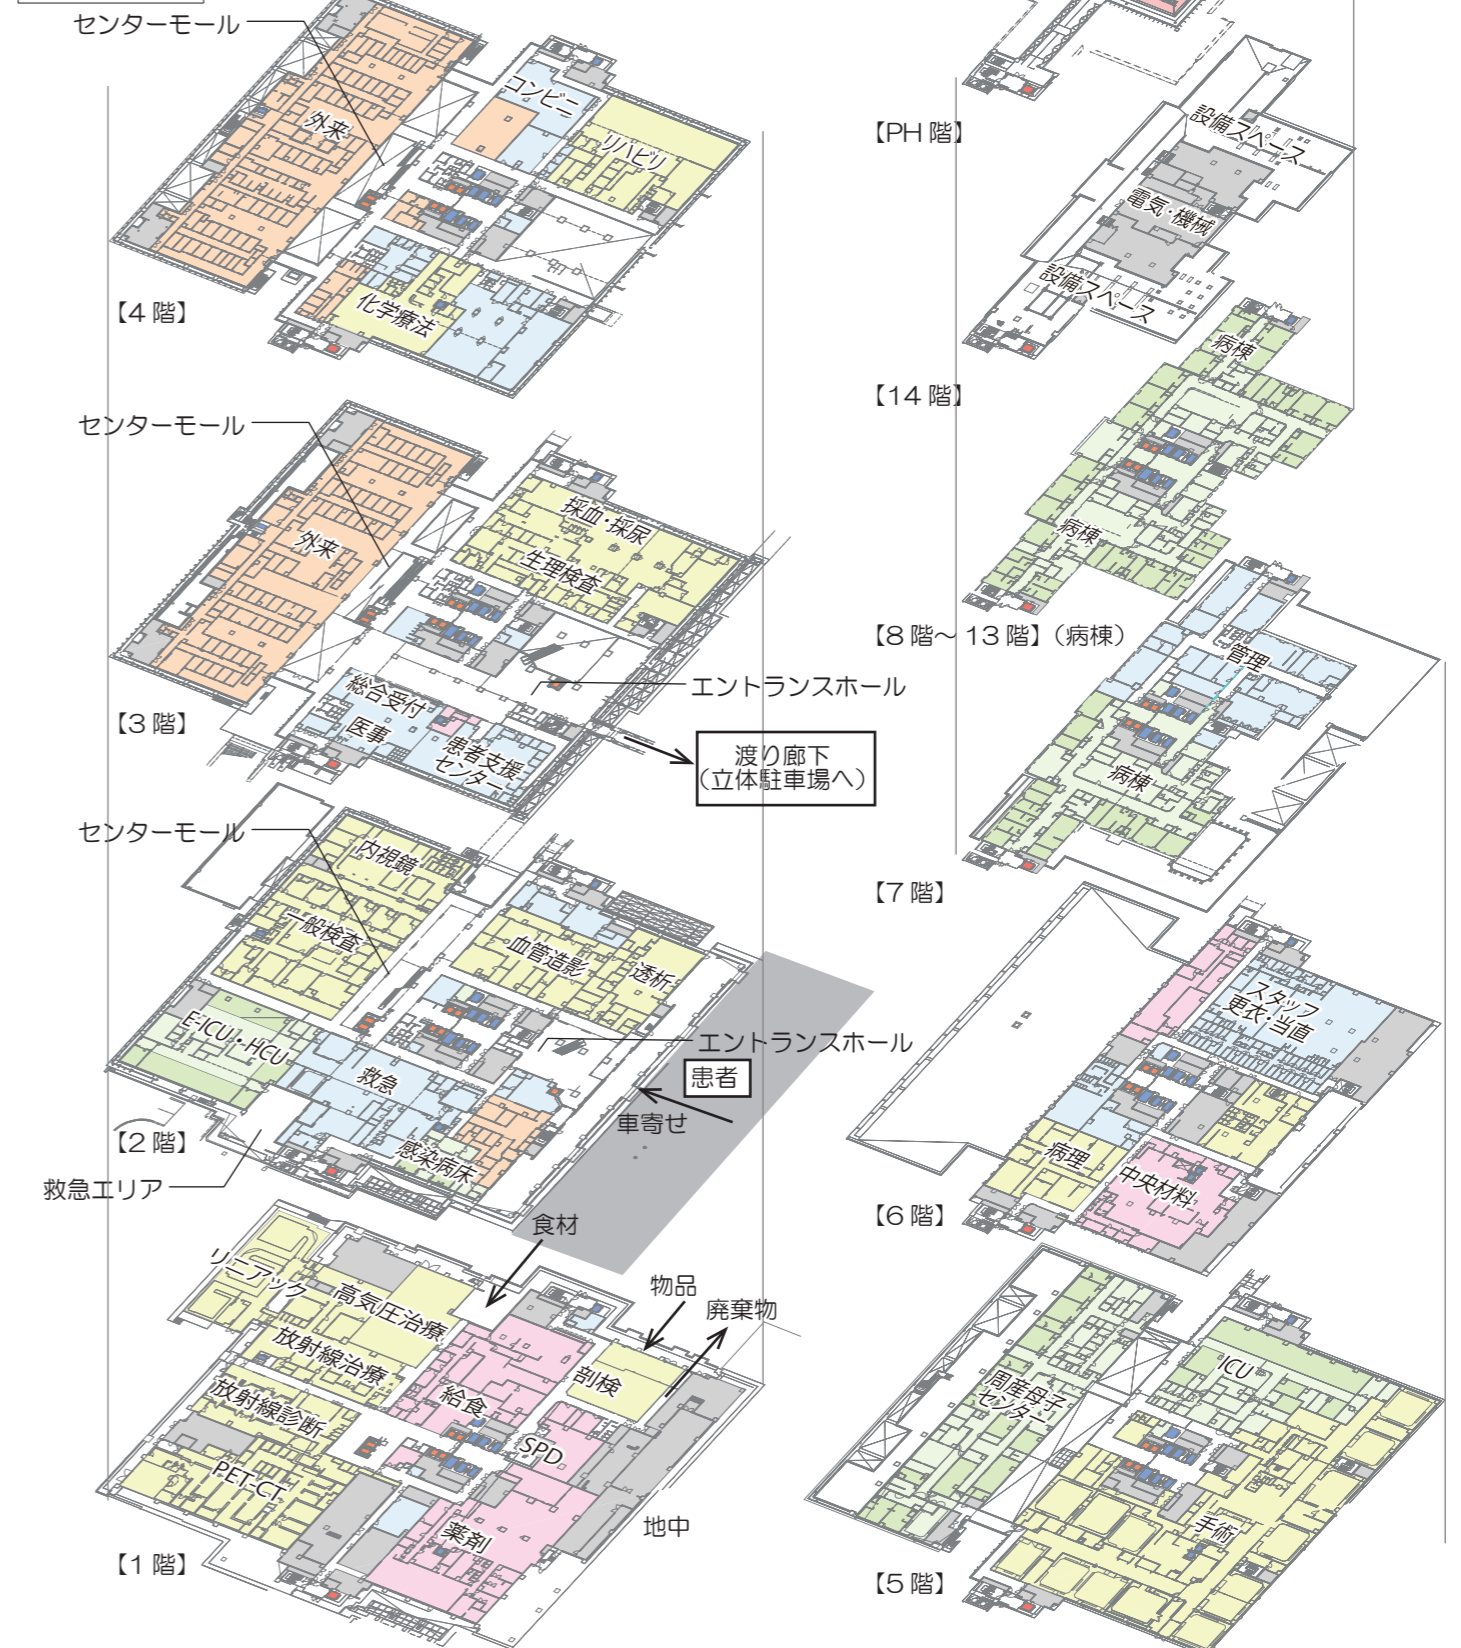 センターモール
コンビニ
外来
リハビリ
化学療法
【4 階】
センターモール
採血・採尿
生理検査
外来
エントランスホール
総合受付
医事
患者支援
センター
【3 階】
渡り廊下
（立体駐車場へ）
センターモール
内視鏡
一般検査
血管造影
透析
E-ICU・HCU
エントランスホール
救急
患者
車寄せ
感染病床
【2 階】
救急エリア
食材
リニアック
高気圧治療
物品
廃棄物
放射線治療
剖検
放射線診断
給食
SPD
PET-CT
薬剤
地中
【1 階】
【PH 階】
設備スペース
電気・機械
設備スペース
【14 階】
病棟
病棟
【8 階～ 13 階】（病棟）
管理
病棟
【7 階】
スタッフ
更衣・当直
病理
中央材料
【6 階】
ICU
周産母子
センター
手術
【5 階】